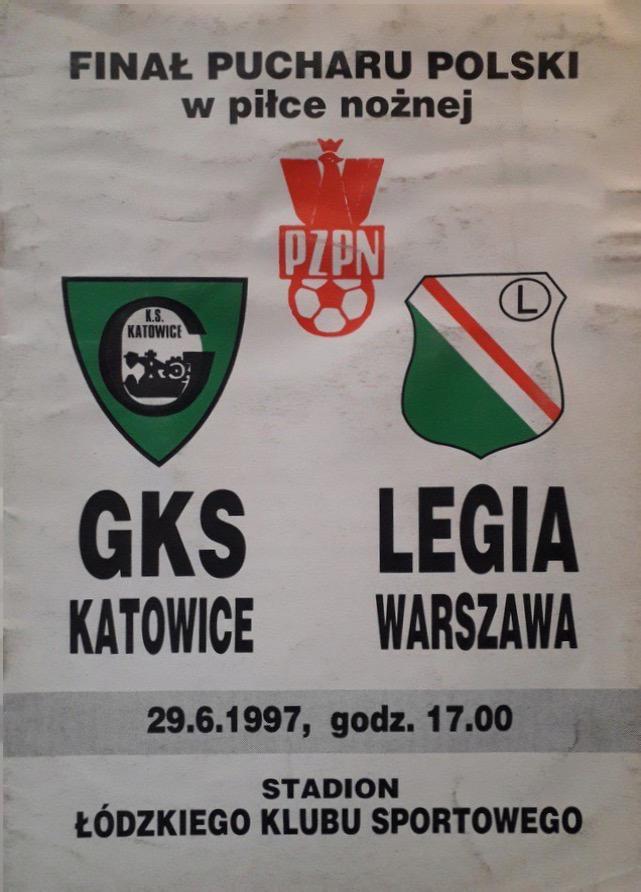 FINAŁ PUCHARU POLSKI
w piłce nożnej
PZPN
K.S.
KATOWICE
G
L
GKS
KATOWICE
LEGIA
WARSZAWA
29.6.1997, godz. 17.00
STADION
ŁÓDZKIEGO KLUBU SPORTOWEGO